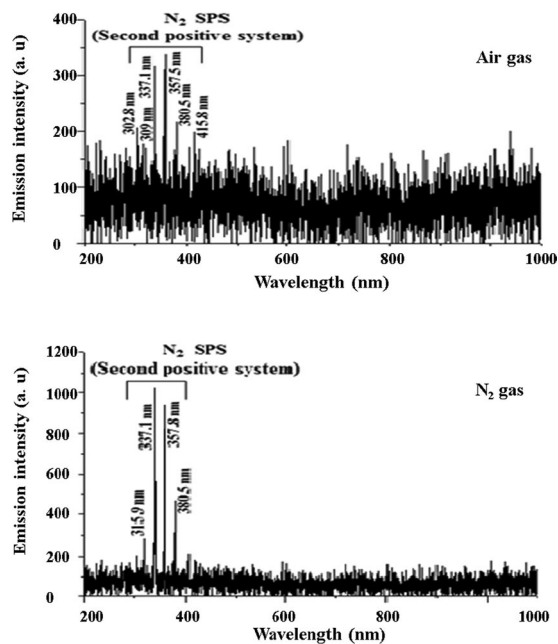 N₂ SPS
(Second positive system)
Air gas
Emission intensity (a. u)
400
300
200
100
0
302.8 nm
309 nm
337.1 nm
357.5 nm
380.5 nm
415.8 nm
200
400
600
800
1000
Wavelength (nm)
N₂ SPS
(Second positive system)
N₂ gas
Emission intensity (a. u)
1200
1000
800
600
400
200
0
315.9 nm
337.1 nm
357.8 nm
380.5 nm
200
400
600
800
1000
Wavelength (nm)